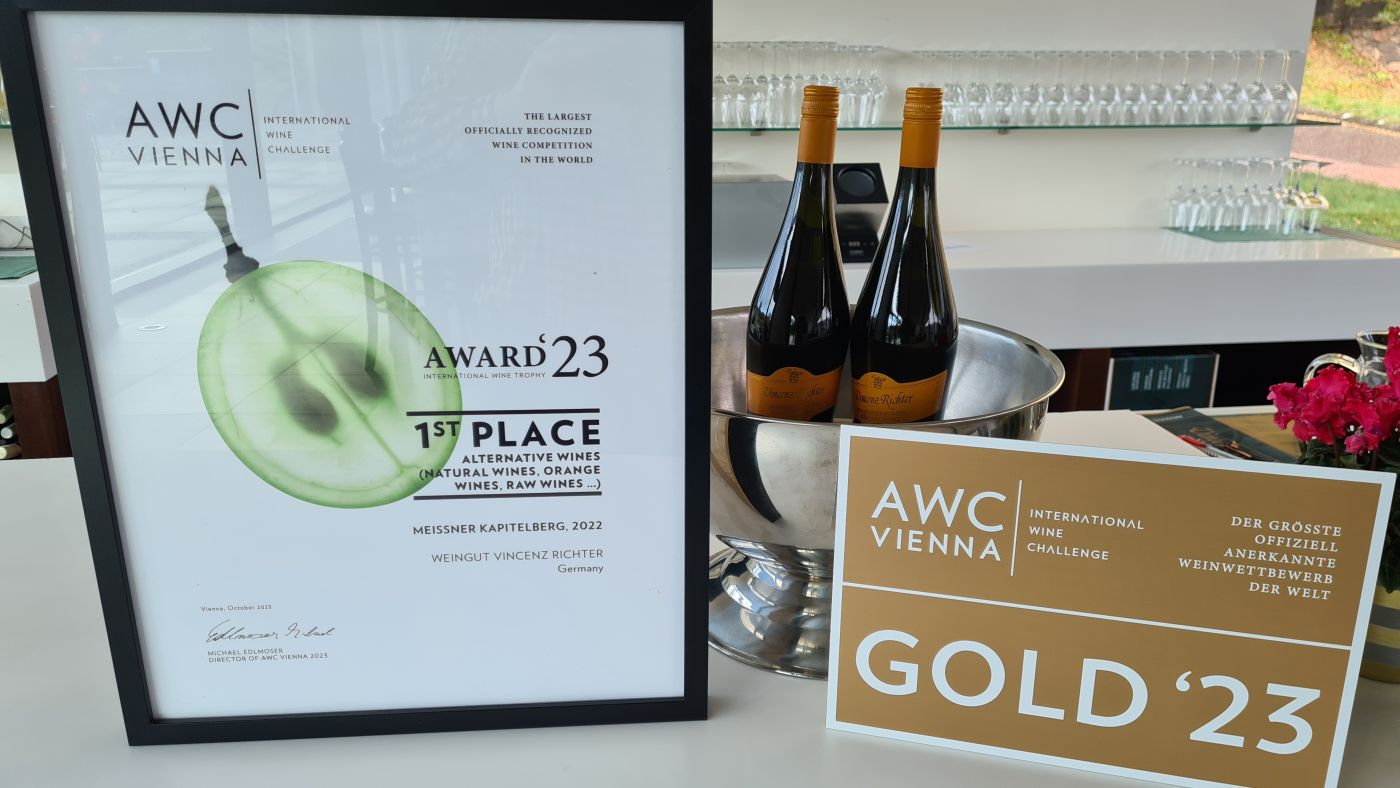 AWC
VIENNA
INTERNATIONAL
WINE
CHALLENGE
THE LARGEST
OFFICIALLY RECOGNIZED
WINE COMPETITION
IN THE WORLD
AWARD‘23
INTERNATIONAL WINE TROPHY
1ST PLACE
ALTERNATIVE WINES
(NATURAL WINES, ORANGE
WINES, RAW WINES ...)
MEISSNER KAPITELBERG, 2022
WEINGUT VINCENZ RICHTER
Germany
Vienna, October 2023
MICHAEL EDLMOSER
DIRECTOR OF AWC VIENNA 2023
Vincenz Richter
Vincenz Richter
AWC
VIENNA
INTERNATIONAL
WINE
CHALLENGE
DER GRÖSSTE
OFFIZIELL
ANERKANNTE
WEINWETTBEWERB
DER WELT
GOLD ‘23